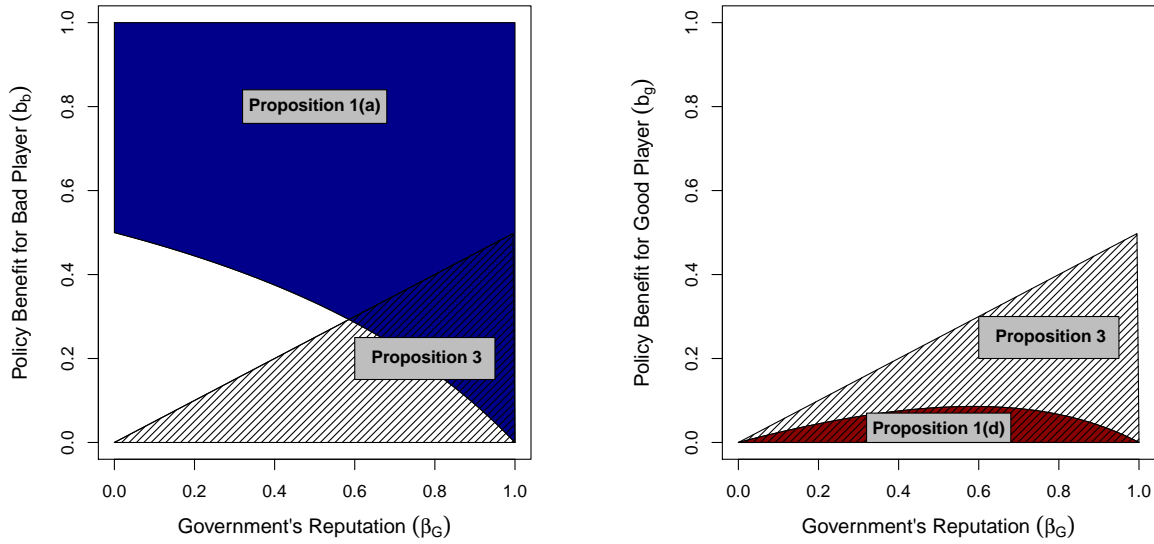 Policy Benefit for Bad Player (b_b)
1.0
0.8
0.6
0.4
0.2
0.0
Proposition 1(a)
Proposition 3
0.0 0.2 0.4 0.6 0.8 1.0
Government's Reputation (β_G)
Policy Benefit for Good Player (b_g)
1.0
0.8
0.6
0.4
0.2
0.0
Proposition 3
Proposition 1(d)
0.0 0.2 0.4 0.6 0.8 1.0
Government's Reputation (β_G)